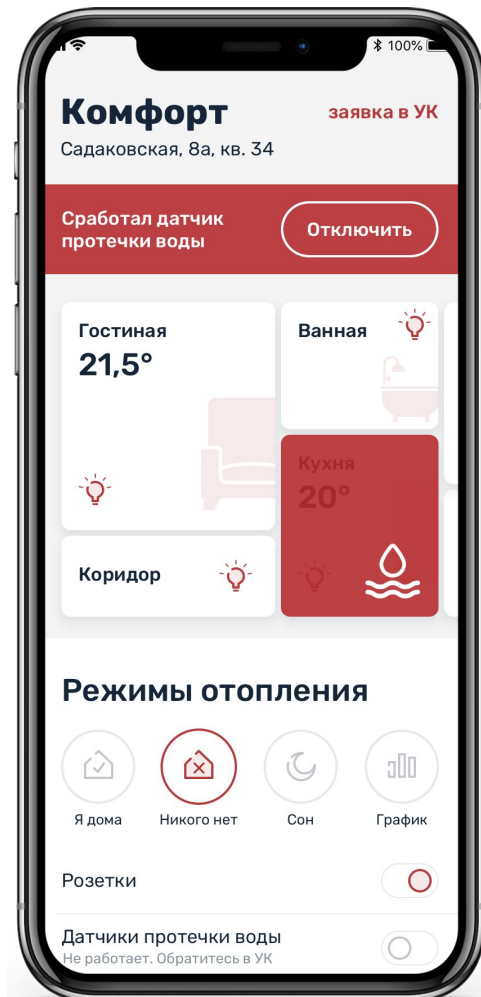 100%
Комфорт
заявка в УК
Садаковская, 8а, кв. 34
Сработал датчик
протечки воды
Отключить
Гостиная
21,5°
Ванная
Кухня
20°
Коридор
Режимы отопления
Я дома
Никого нет
Сон
График
Розетки
Датчики протечки воды
Не работает. Обратитесь в УК